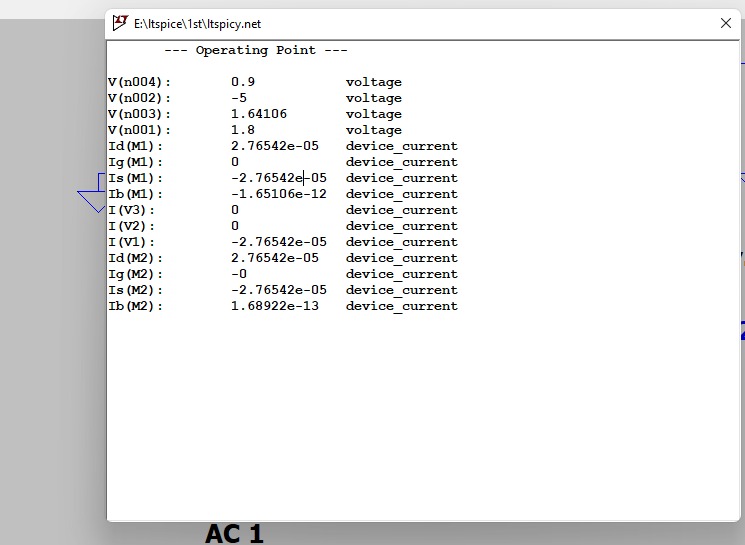 E:\ltspice\1st\ltspicy.net
--- Operating Point ---
V(n004): 0.9 voltage
V(n002): -5 voltage
V(n003): 1.64106 voltage
V(n001): 1.8 voltage
Id(M1): 2.76542e-05 device_current
Ig(M1): 0 device_current
Is(M1): -2.76542e-05 device_current
Ib(M1): -1.65106e-12 device_current
I(V3): 0 device_current
I(V2): 0 device_current
I(V1): -2.76542e-05 device_current
Id(M2): 2.76542e-05 device_current
Ig(M2): -0 device_current
Is(M2): -2.76542e-05 device_current
Ib(M2): 1.68922e-13 device_current
AC 1